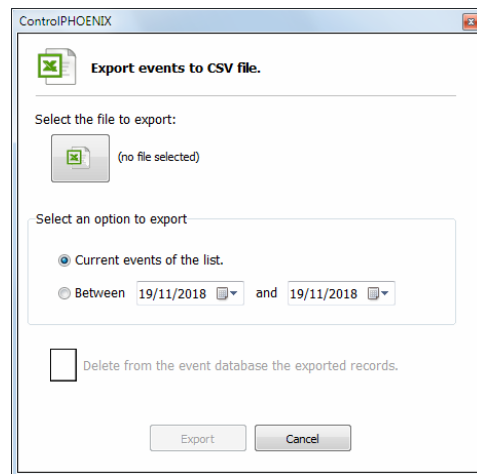 ControlPHOENIX
Export events to CSV file.
Select the file to export:
(no file selected)
Select an option to export
Current events of the list.
Between 19/11/2018 and 19/11/2018
Delete from the event database the exported records.
Export Cancel